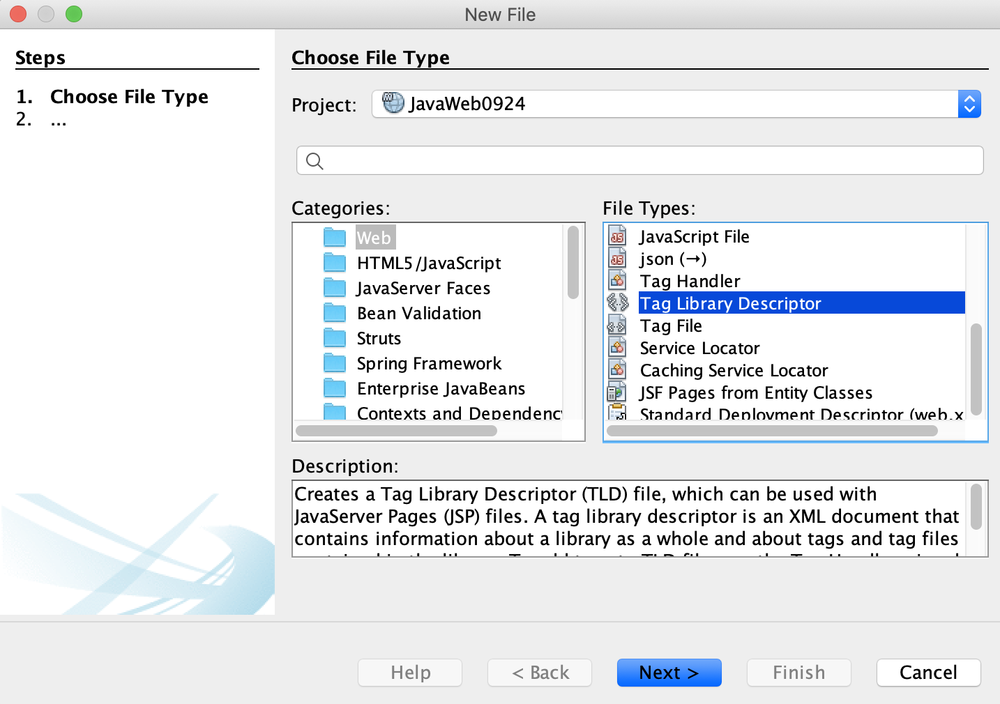 New File
Steps
1. Choose File Type
2. ...
Choose File Type
Project: JavaWeb0924
Categories:
Web
HTML5/JavaScript
JavaServer Faces
Bean Validation
Struts
Spring Framework
Enterprise JavaBeans
Contexts and Dependency
File Types:
JavaScript File
json (→)
Tag Handler
Tag Library Descriptor
Tag File
Service Locator
Caching Service Locator
JSF Pages from Entity Classes
Standard Deployment Descriptor (web.x
Description:
Creates a Tag Library Descriptor (TLD) file, which can be used with
JavaServer Pages (JSP) files. A tag library descriptor is an XML document that
contains information about a library as a whole and about tags and tag files
Help
< Back
Next >
Finish
Cancel